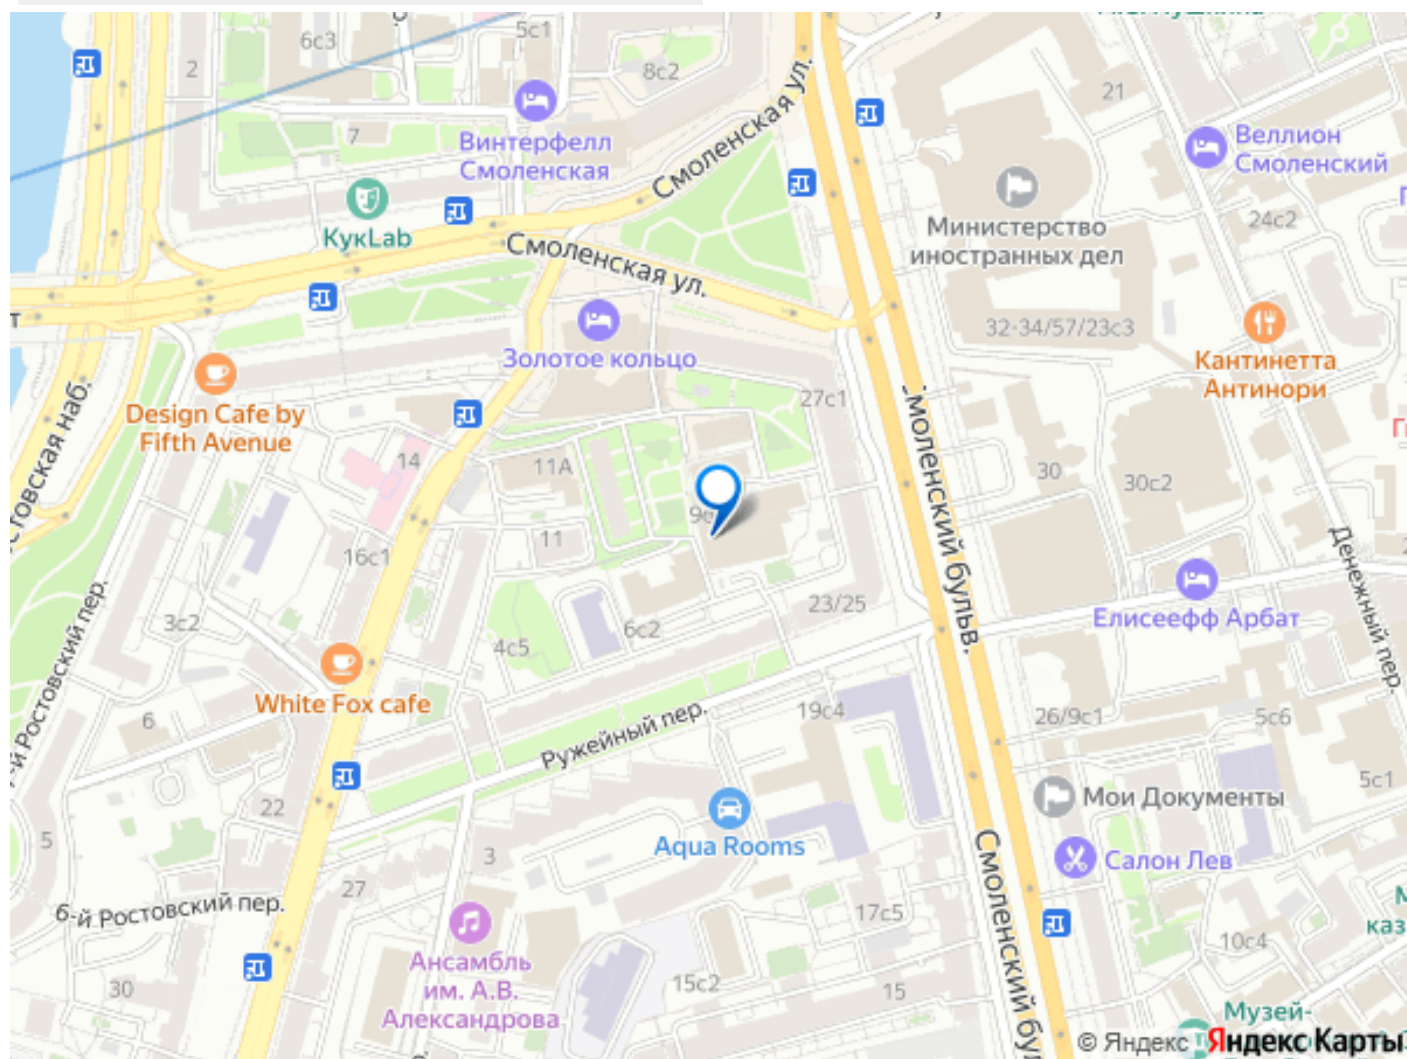 6с3
5с1
2
8с2
21
7
Винтерфелл
Смоленская
Смоленская ул.
Веллион
Смоленский
КукLab
Министерство
иностранных дел
24с2
Смоленская ул.
32-34/57/23с3
Золотое кольцо
Кантинетта
Антинори
Design Cafe by
Fifth Avenue
27с1
Смоленский бульв.
14
11А
30
30с2
11
16с1
Денежный пер.
23/25
Елисеефф Арбат
3с2
6с2
4с5
White Fox cafe
6
Ружейный пер.
19с4
26/9с1
5с6
5с1
22
Мои Документы
5
3
Aqua Rooms
Салон Лев
27
6-й Ростовский пер.
17с5
10с4
Ансамбль
им. А.В.
Александрова
30
15с2
15
Музей-
© Яндекс Яндекс Карты